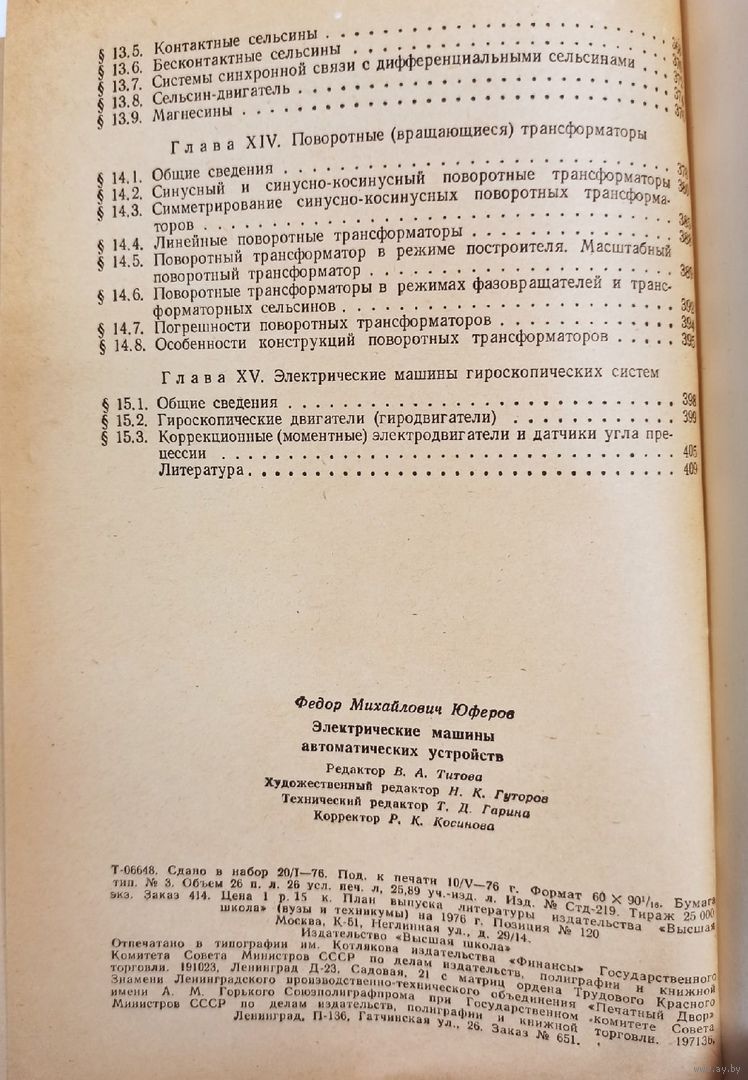 § 13.5. Контактные сельсины
§ 13.6. Бесконтактные сельсины
§ 13.7. Системы синхронной связи с дифференциальными сельсинами
§ 13.8. Сельсин-двигатель
§ 13.9. Магнесины
Глава XIV. Поворотные (вращающиеся) трансформаторы
§ 14.1. Общие сведения
§ 14.2. Синусный и синусно-косинусный поворотные трансформаторы
§ 14.3. Симметрирование синусно-косинусных поворотных трансформа-
торов
§ 14.4. Линейные поворотные трансформаторы
§ 14.5. Поворотный трансформатор в режиме построителя. Масштабный
поворотный трансформатор . . . 389
§ 14.6. Поворотные трансформаторы в режимах фазовращателей и транс-
форматорных сельсинов . . . 392
§ 14.7. Погрешности поворотных трансформаторов . . . 394
§ 14.8. Особенности конструкций поворотных трансформаторов . . . 395
Глава XV. Электрические машины гироскопических систем
§ 15.1. Общие сведения . . . 398
§ 15.2. Гироскопические двигатели (гиродвигатели) . . . 399
§ 15.3. Коррекционные (моментные) электродвигатели и датчики угла пре-
цессии . . . 405
Литература . . . 409
Федор Михайлович Юферов
Электрические машины
автоматических устройств
Редактор В. А. Титова
Художественный редактор Н. К. Гуторов
Технический редактор Т. Д. Гарина
Корректор Р. К. Косинова
Т-06648. Сдано в набор 20/I—76. Под. к печати 10/V—76 г. Формат 60 × 90¹/₁₆. Бумага
тип. № 3. Объем 26 п. л. 26 усл. печ. л, 25,89 уч.-изд. л. Изд. № Стд-219. Тираж 25 000
экз. Заказ 414. Цена 1 р. 15 к. План выпуска литературы издательства «Высшая
школа» (вузы и техникумы) на 1976 г. Позиция № 120
Москва, К-51, Неглинная ул., д. 29/14.
Издательство «Высшая школа»
Отпечатано в типографии им. Котлякова издательства «Финансы» Государственного
Комитета Совета Министров СССР по делам издательств, полиграфии и книжной
торговли. 191023, Ленинград Д-23, Садовая, 21 с матриц ордена Трудового Красного
Знамени Ленинградского производственно-технического объединения «Печатный Двор»
имени А. М. Горького Союзполиграфпрома при Государственном комитете Совета
Министров СССР по делам издательств, полиграфии и книжной торговли. 197136,
Ленинград, П-136, Гатчинская ул., 26. Заказ № 651.
www.ay.by